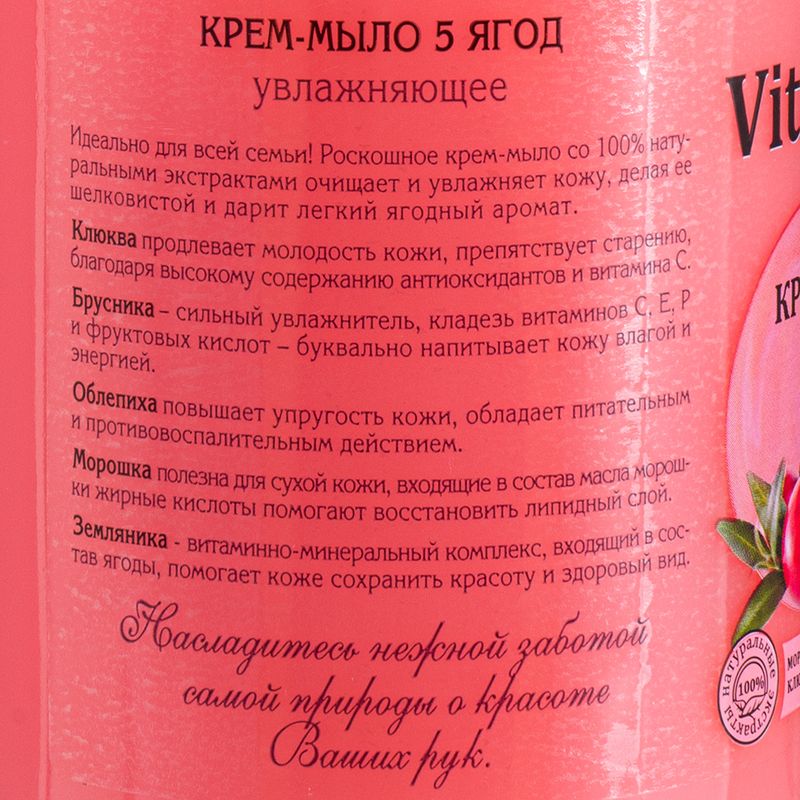 КРЕМ-МЫЛО 5 ЯГОД
увлажняющее
Идеально для всей семьи! Роскошное крем-мыло со 100% нату-
ральными экстрактами очищает и увлажняет кожу, делая ее
шелковистой и дарит легкий ягодный аромат.
Клюква продлевает молодость кожи, препятствует старению,
благодаря высокому содержанию антиоксидантов и витамина С.
Брусника – сильный увлажнитель, кладезь витаминов С, Е, Р
и фруктовых кислот – буквально напитывает кожу влагой и
энергией.
Облепиха повышает упругость кожи, обладает питательным
и противовоспалительным действием.
Морошка полезна для сухой кожи, входящие в состав масла морош-
ки жирные кислоты помогают восстановить липидный слой.
Земляника - витаминно-минеральный комплекс, входящий в сос-
тав ягоды, помогает коже сохранить красоту и здоровый вид.
Насладитесь нежной заботой
самой природы о красоте
Ваших рук.
Vit
КР
натуральные экстракты
100%
МОР
КЛЮ